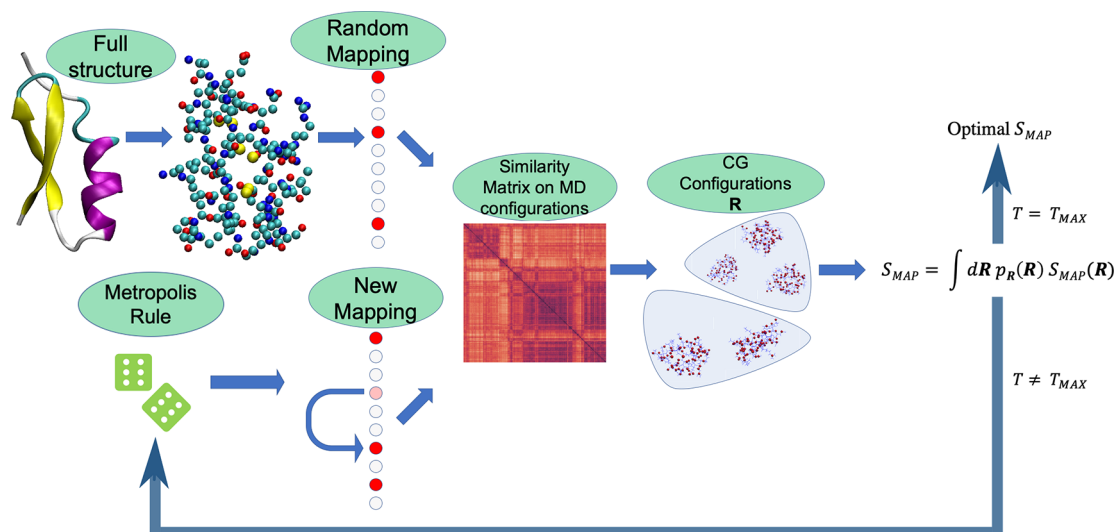 Full
structure
Random
Mapping
Similarity
Matrix on MD
configurations
CG
Configurations
R
Optimal S_MAP
T = T_MAX
S_MAP = ∫ dR p_R(R) S_MAP(R)
T ≠ T_MAX
Metropolis
Rule
New
Mapping